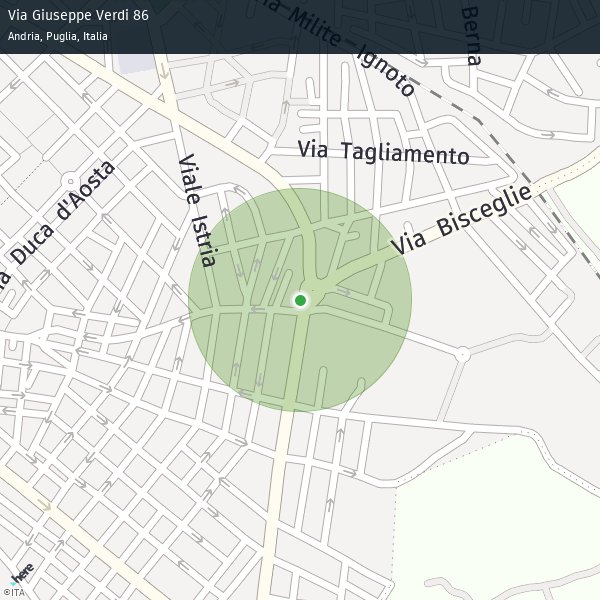 Via Giuseppe Verdi 86
Andria, Puglia, Italia
Milite Ignoto
Berna
Via Tagliamento
Viale Istria
Duca d'Aosta
Via Bisceglie
here
©ITA